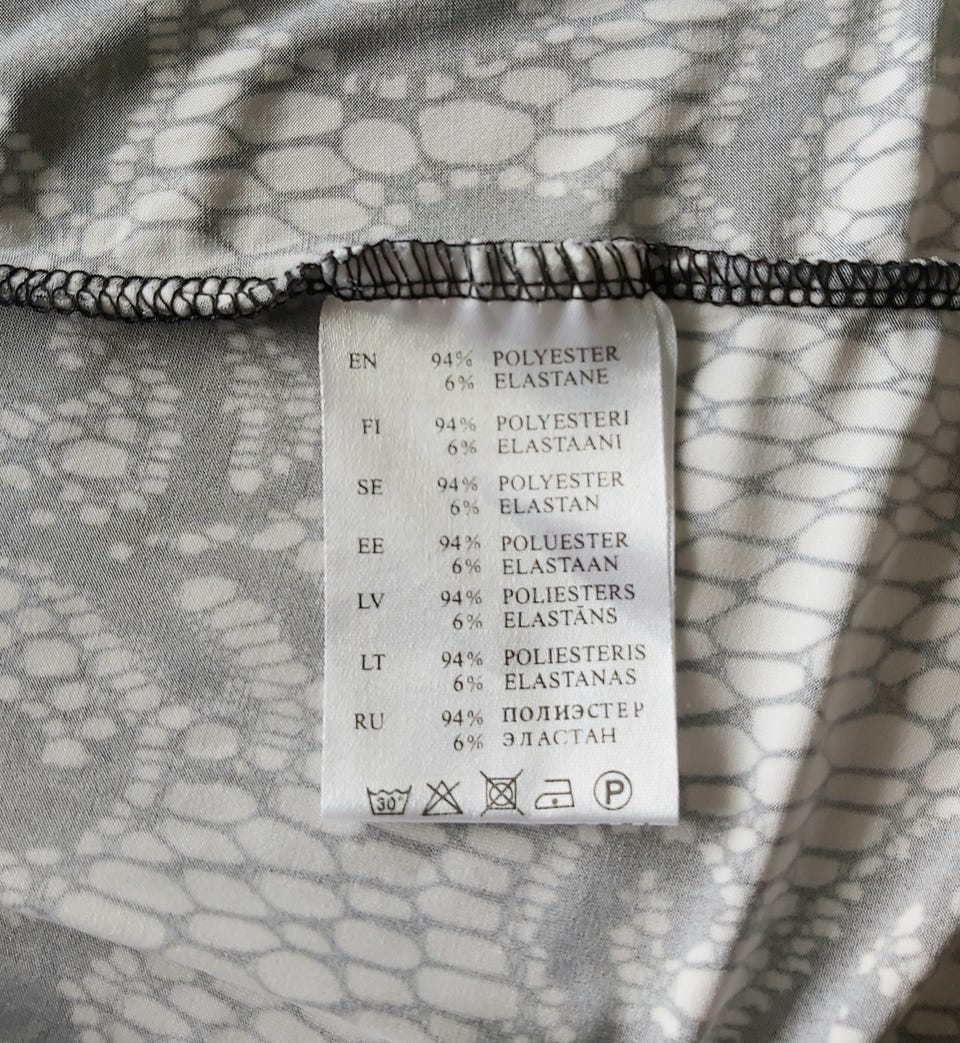 EN 94% POLYESTER
6% ELASTANE
FI 94% POLYESTERI
6% ELASTAANI
SE 94% POLYESTER
6% ELASTAN
EE 94% POLUESTER
6% ELASTAAN
LV 94% POLIESTERS
6% ELASTĀNS
LT 94% POLIESTERIS
6% ELASTANAS
RU 94% ПОЛИЭСТЕР
6% ЭЛАСТАН
30° P